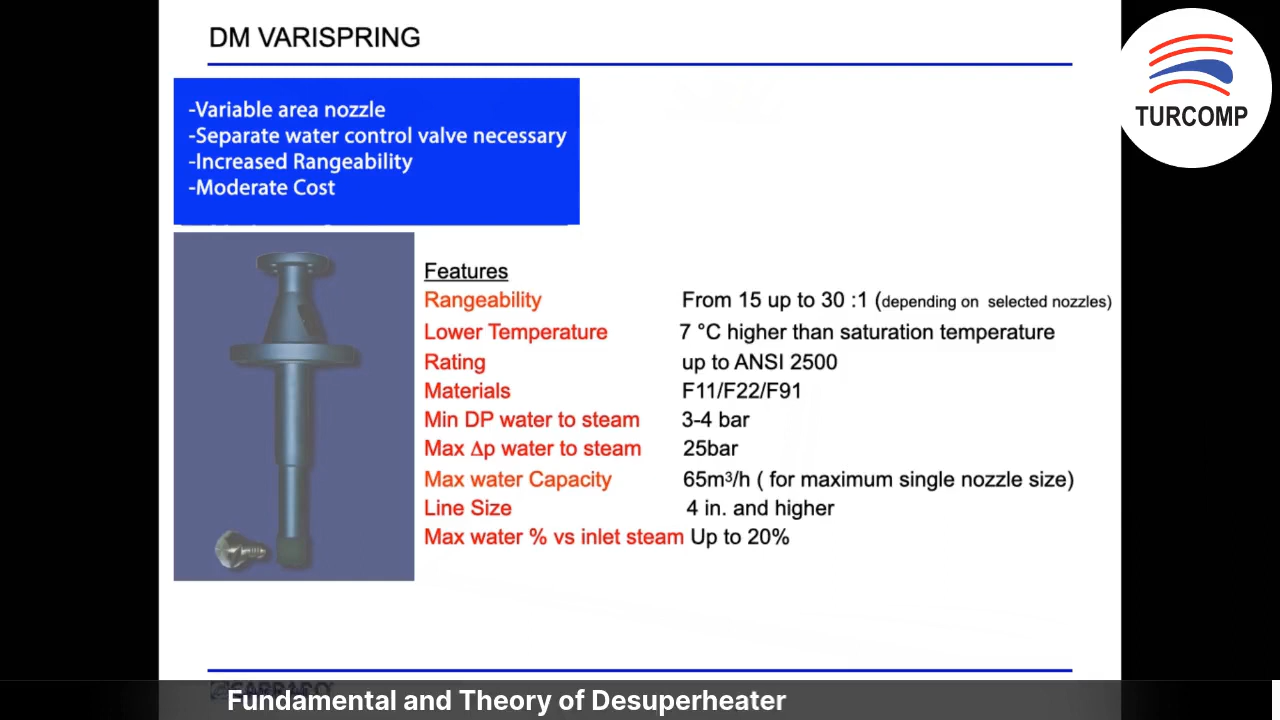 DM VARISPRING
TURCOMP
-Variable area nozzle
-Separate water control valve necessary
-Increased Rangeability
-Moderate Cost
Features
Rangeability From 15 up to 30 :1 (depending on selected nozzles)
Lower Temperature 7 °C higher than saturation temperature
Rating up to ANSI 2500
Materials F11/F22/F91
Min DP water to steam 3-4 bar
Max Δp water to steam 25bar
Max water Capacity 65m³/h ( for maximum single nozzle size)
Line Size 4 in. and higher
Max water % vs inlet steam Up to 20%
Fundamental and Theory of Desuperheater